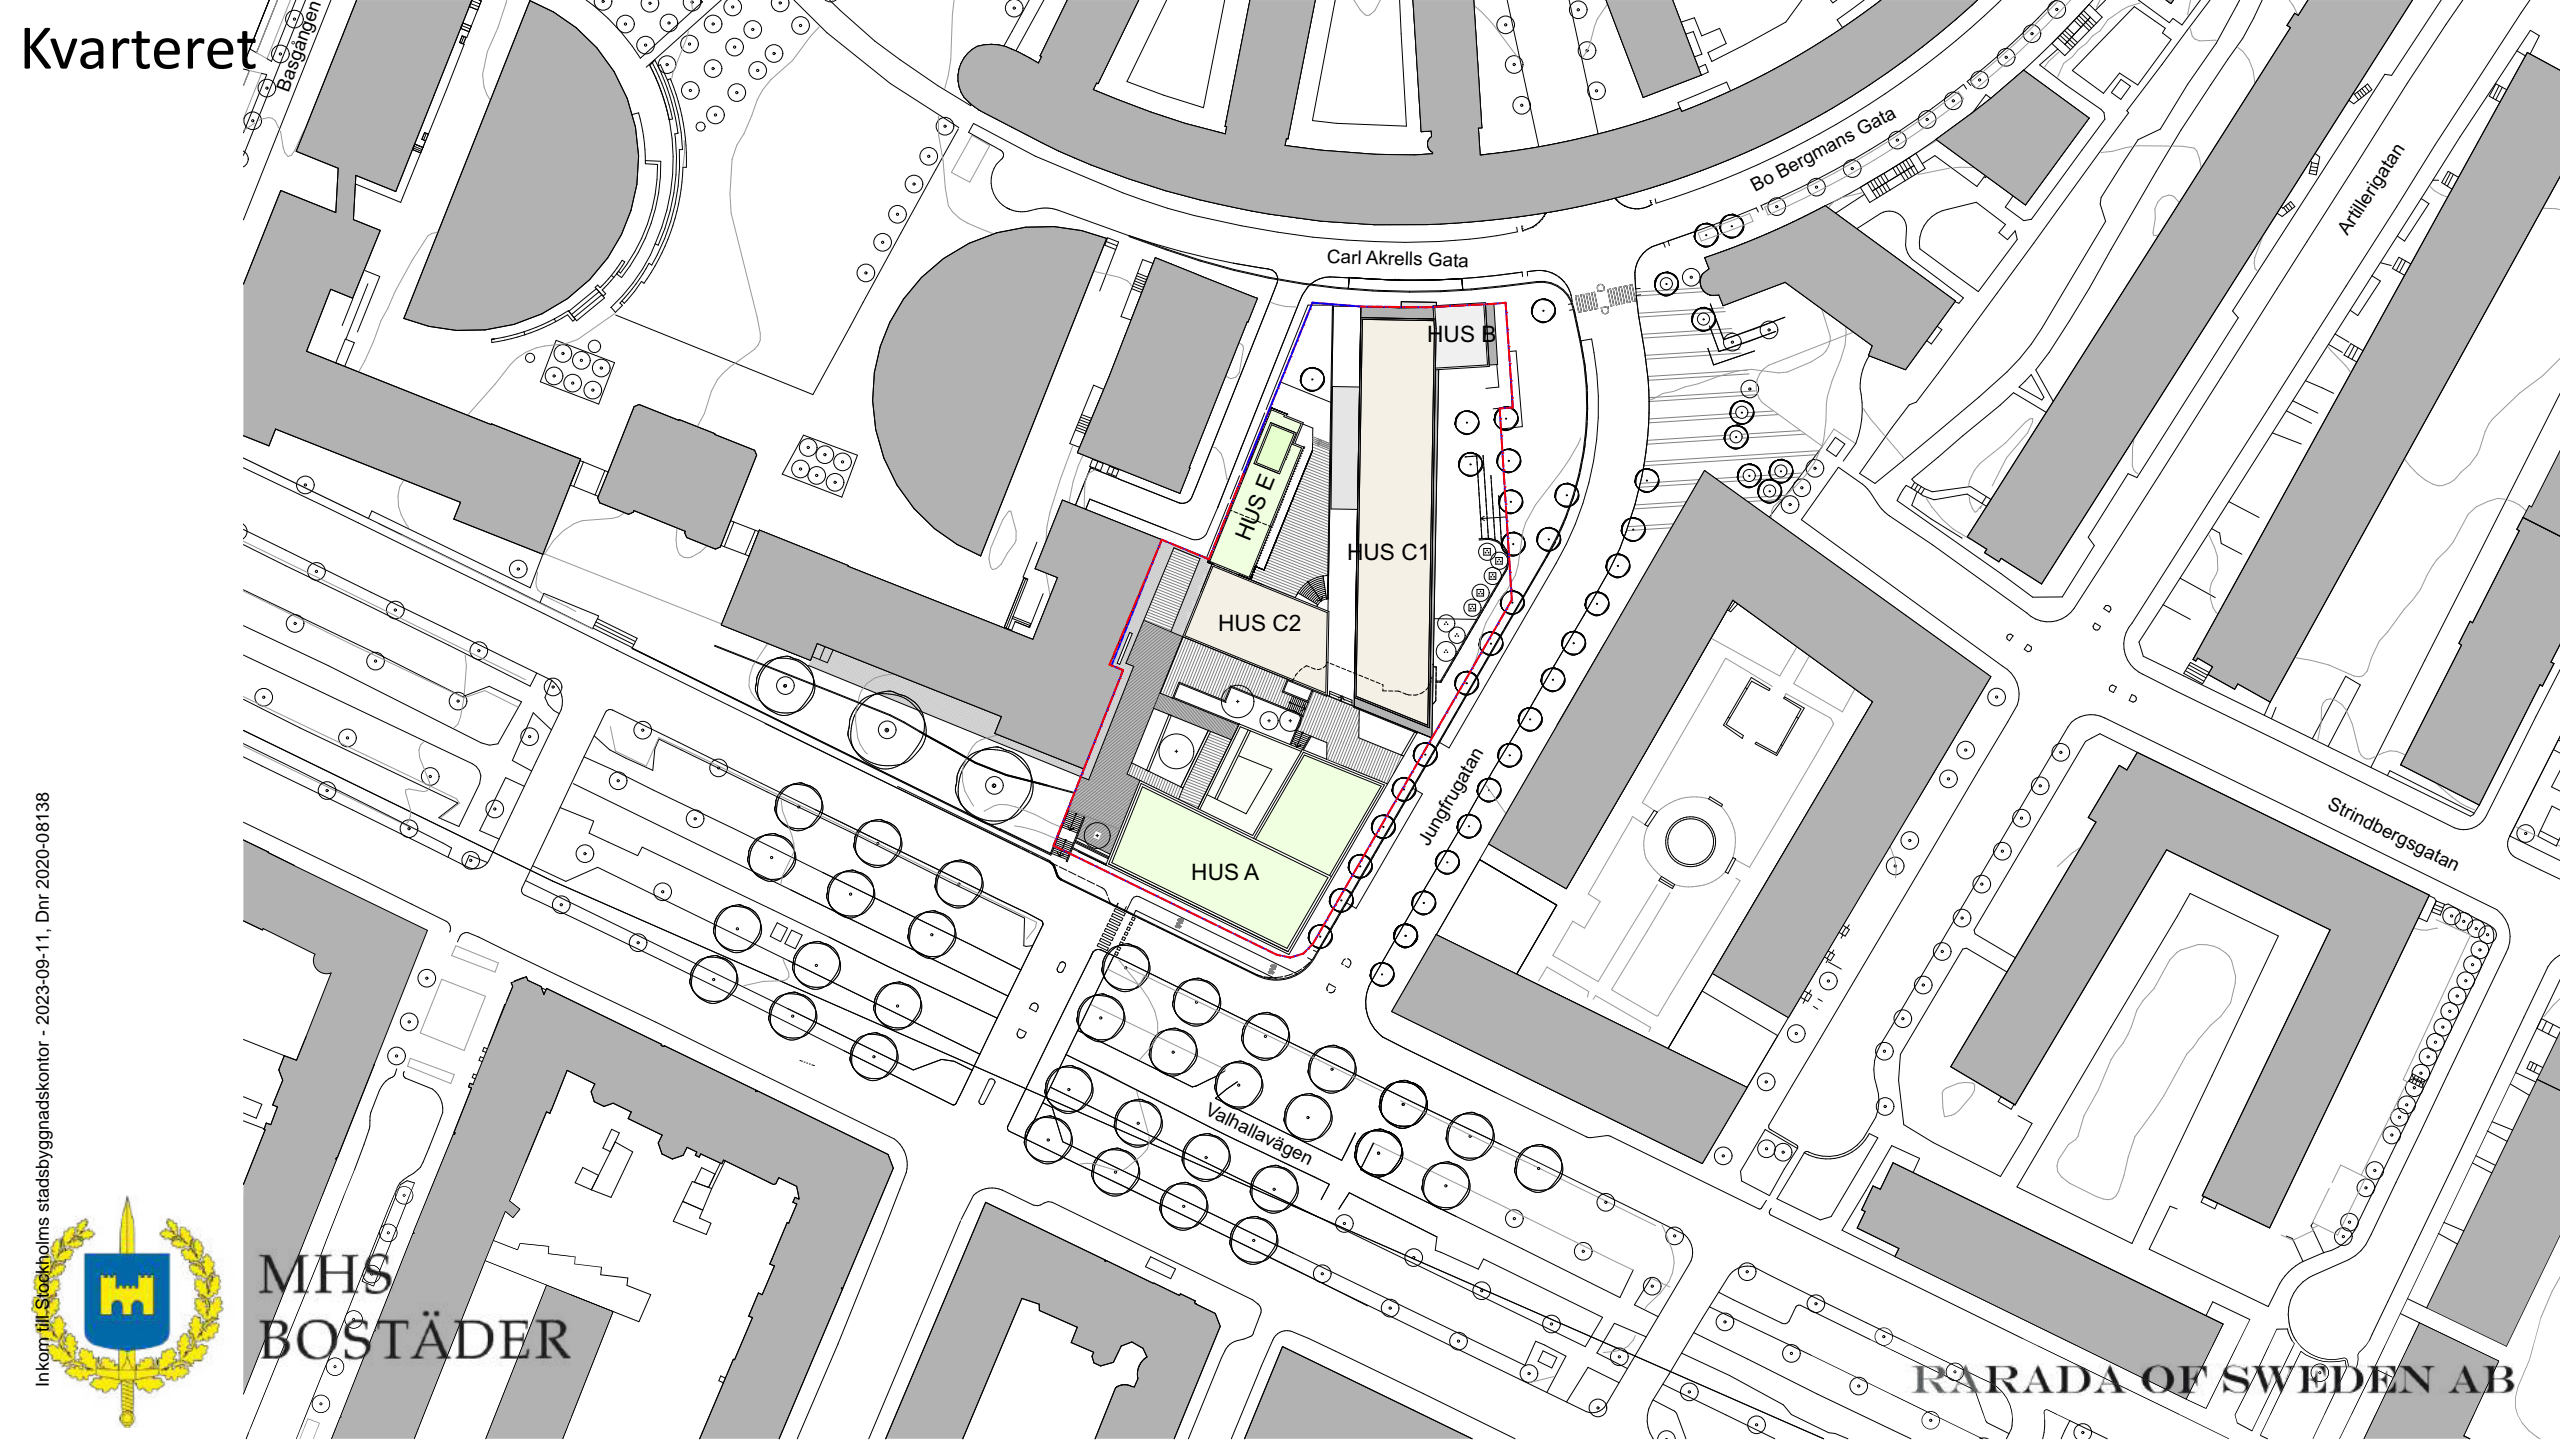 Kvarteret
Basgången
Bo Bergmans Gata
Artillerigatan
Carl Akrells Gata
HUS B
HUS E
HUS C1
HUS C2
HUS A
Jungfrugatan
Strindbergsgatan
Valhallavägen
Inkom till Stockholms stadsbyggnadskontor - 2023-09-11, Dnr 2020-08138
MHS
BOSTÄDER
RARADA OF SWEDEN AB